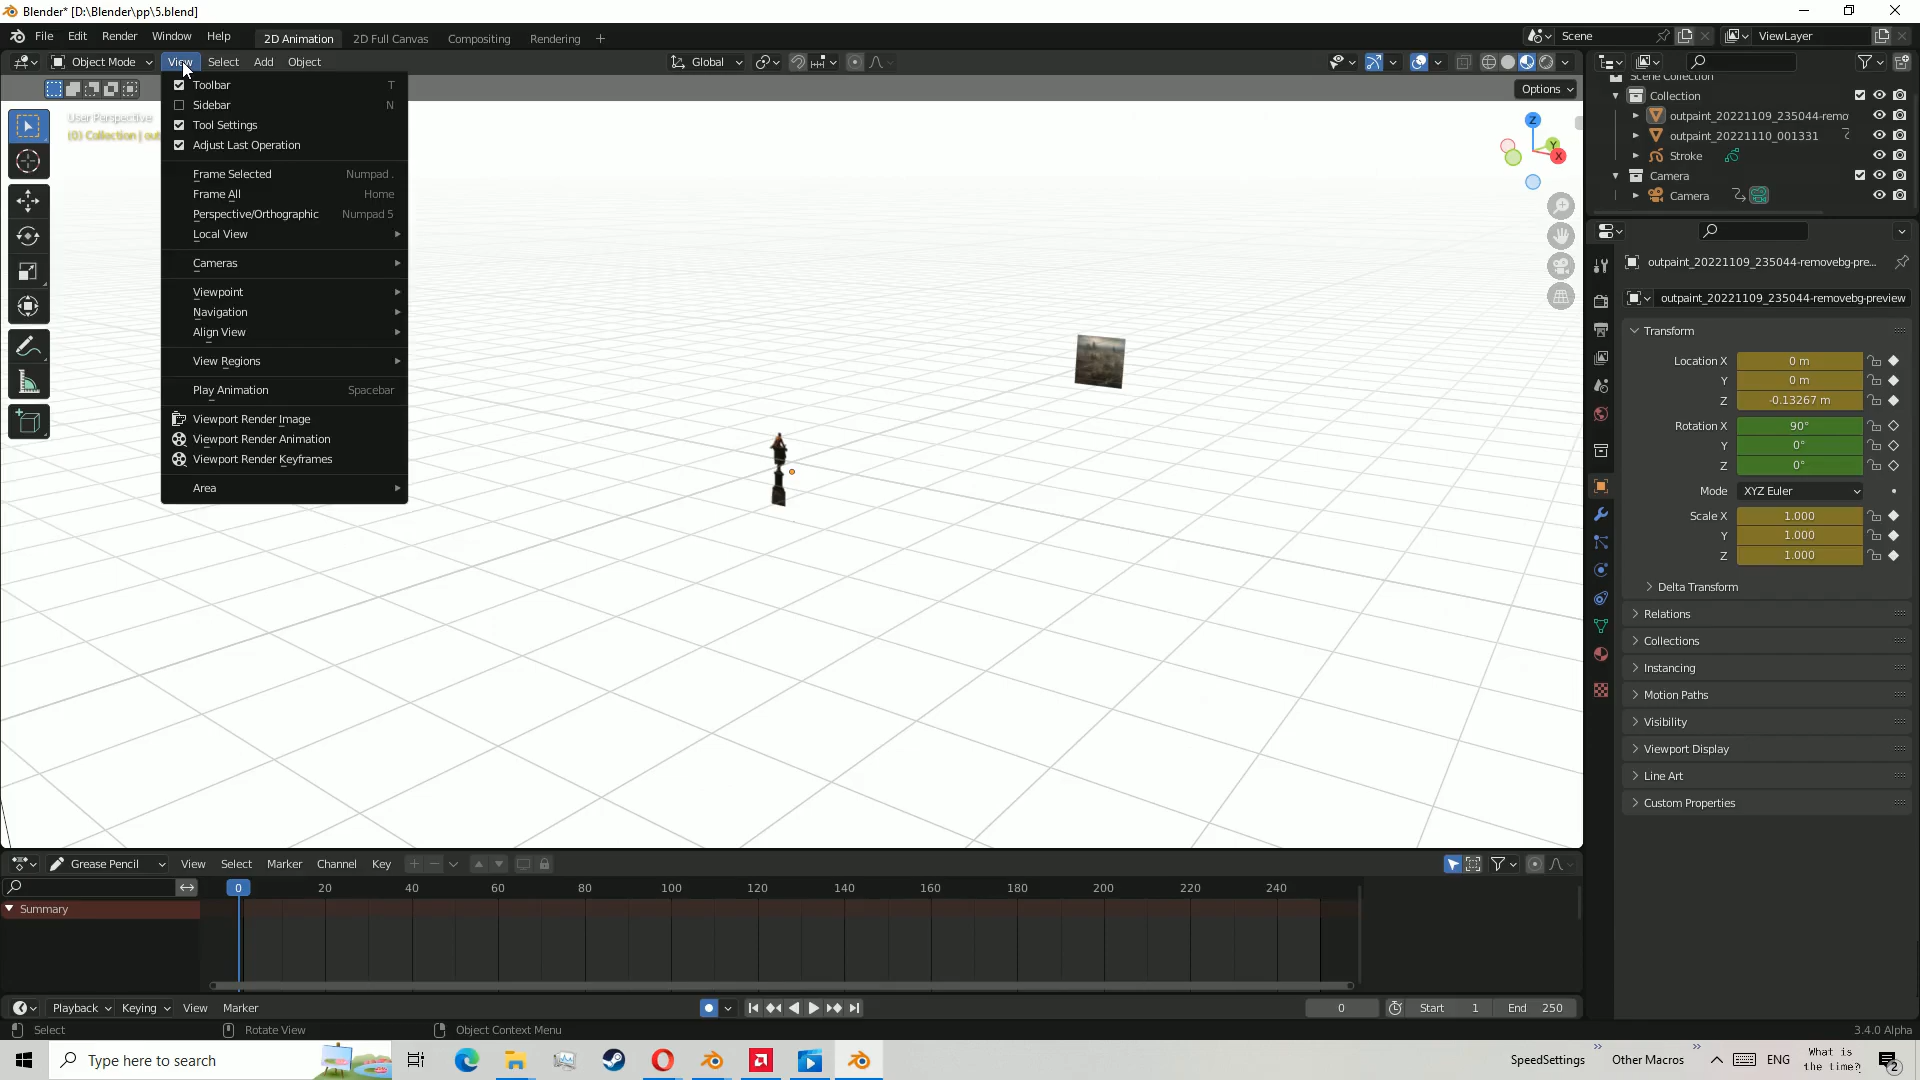 Blender* [D:\Blender\pp\5.blend]
File Edit Render Window Help 2D Animation 2D Full Canvas Compositing Rendering + Scene ViewLayer
Object Mode View Select Add Object Global
Options
User Perspective
(0) Collection | out
Toolbar T
Sidebar N
Tool Settings
Adjust Last Operation
Frame Selected Numpad .
Frame All Home
Perspective/Orthographic Numpad 5
Local View
Cameras
Viewpoint
Navigation
Align View
View Regions
Play Animation Spacebar
Viewport Render Image
Viewport Render Animation
Viewport Render Keyframes
Area
Z
Y
X
Scene Collection
Collection
outpaint_20221109_235044-remo
outpaint_20221110_001331
Stroke
Camera
Camera
outpaint_20221109_235044-removebg-pre...
outpaint_20221109_235044-removebg-preview
Transform
Location X 0 m
Y 0 m
Z -0.13267 m
Rotation X 90°
Y 0°
Z 0°
Mode XYZ Euler
Scale X 1.000
Y 1.000
Z 1.000
Delta Transform
Relations
Collections
Instancing
Motion Paths
Visibility
Viewport Display
Line Art
Custom Properties
Grease Pencil View Select Marker Channel Key
0 20 40 60 80 100 120 140 160 180 200 220 240
Summary
Playback Keying View Marker 0 Start 1 End 250
Select Rotate View Object Context Menu 3.4.0 Alpha
Type here to search SpeedSettings » Other Macros » ENG What is the time? 2